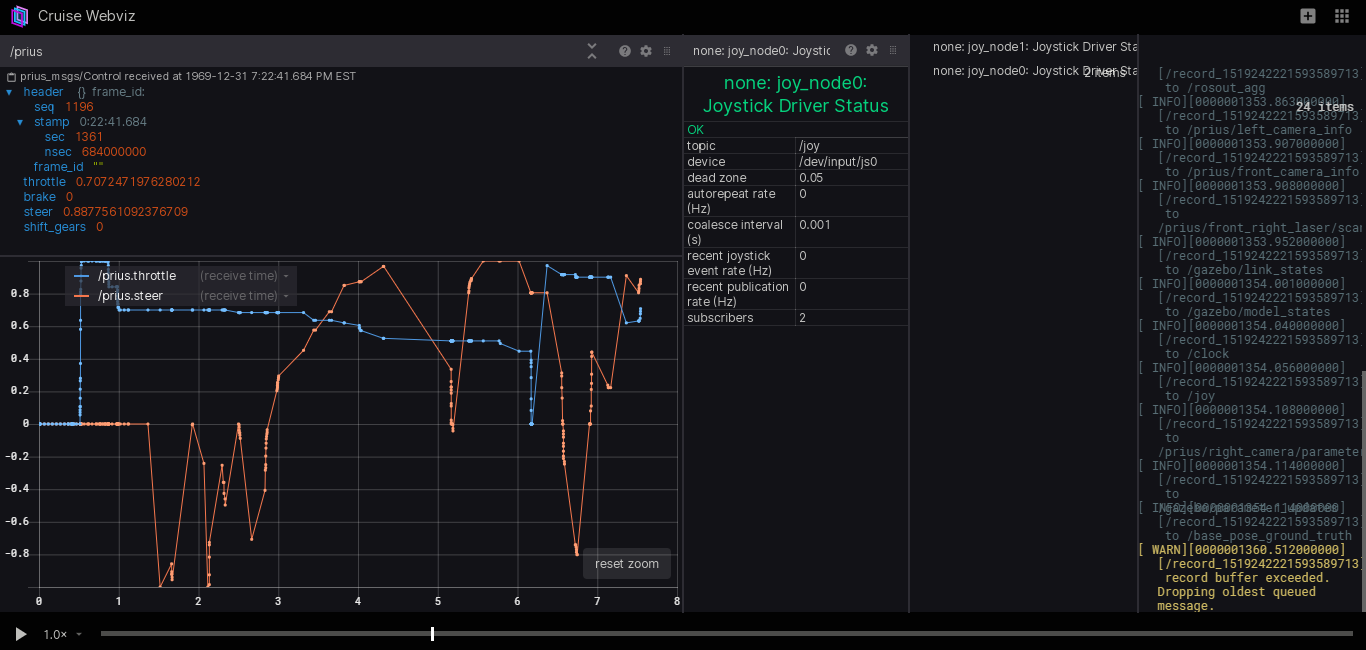 Cruise Webviz
/prius
prius_msgs/Control received at 1969-12-31 7:22:41.684 PM EST
header {} frame_id:
seq 1196
stamp 0:22:41.684
sec 1361
nsec 684000000
frame_id ""
throttle 0.7072471976280212
brake 0
steer 0.8877561092376709
shift_gears 0
/prius.throttle (receive time)
/prius.steer (receive time)
0.8
0.6
0.4
0.2
0
−0.2
−0.4
−0.6
−0.8
reset zoom
0 1 2 3 4 5 6 7 8
none: joy_node0: Joystic
none: joy_node0:
Joystick Driver Status
OK
topic /joy
device /dev/input/js0
dead zone 0.05
autorepeat rate 0
(Hz)
coalesce interval 0.001
(s)
recent joystick 0
event rate (Hz)
recent publication 0
rate (Hz)
subscribers 2
none: joy_node1: Joystick Driver Sta
none: joy_node0: Joystick Driver Sta
2 items
[/record_1519242221593589713]
to /rosout_agg
[ INFO][0000001353.863000000]
24 items
[/record_1519242221593589713]
to /prius/left_camera_info
[ INFO][0000001353.907000000]
[/record_1519242221593589713]
to /prius/front_camera_info
[ INFO][0000001353.908000000]
[/record_1519242221593589713]
to
/prius/front_right_laser/scan
[ INFO][0000001353.952000000]
[/record_1519242221593589713]
to /gazebo/link_states
[ INFO][0000001354.001000000]
[/record_1519242221593589713]
to /gazebo/model_states
[ INFO][0000001354.040000000]
[/record_1519242221593589713]
to /clock
[ INFO][0000001354.056000000]
[/record_1519242221593589713]
to /joy
[ INFO][0000001354.108000000]
[/record_1519242221593589713]
to
/prius/right_camera/parameter
[ INFO][0000001354.114000000]
[/record_1519242221593589713]
to
/gazebo/parameter_updates
[ INFO][0000001354.114000000]
[/record_1519242221593589713]
to /base_pose_ground_truth
[ WARN][0000001360.512000000]
[/record_1519242221593589713]
record buffer exceeded.
Dropping oldest queued
message.
1.0×